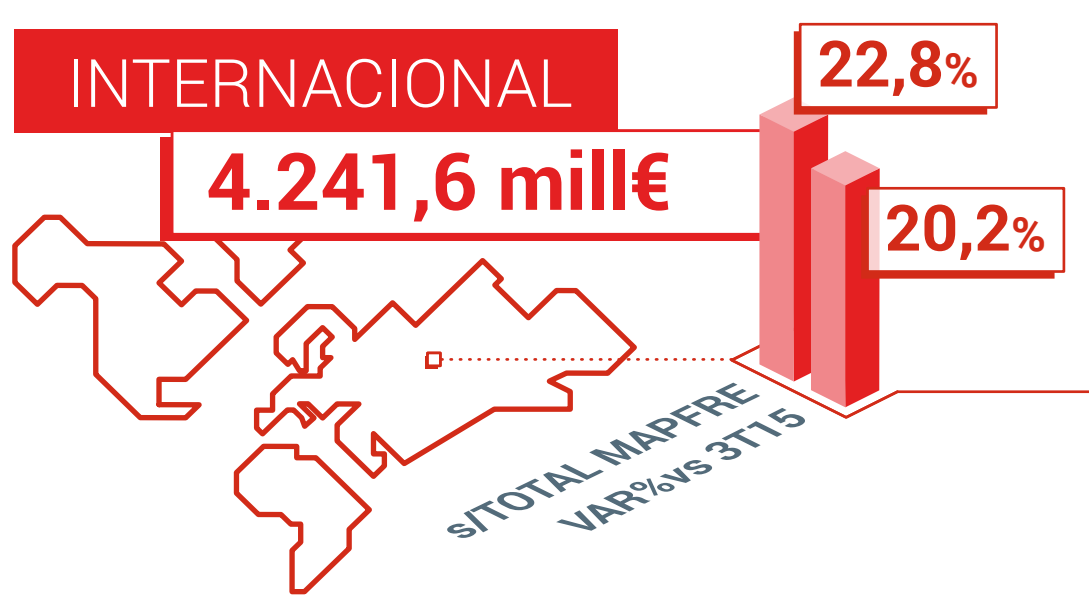 INTERNACIONAL
4.241,6 mill€
22,8%
20,2%
s/TOTAL MAPFRE
VAR%vs 3T15